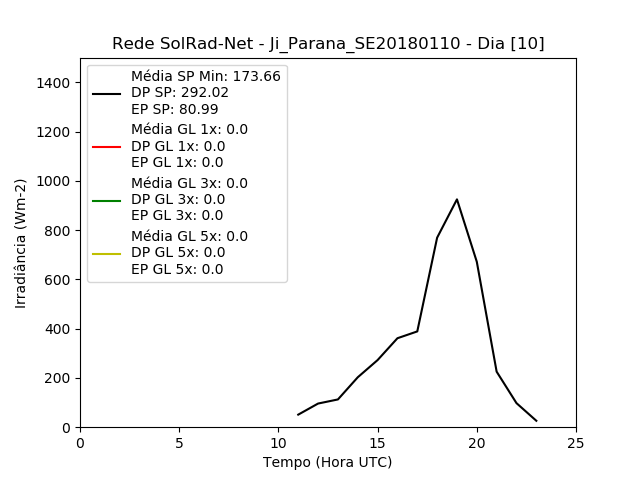 Rede SolRad-Net - Ji_Parana_SE20180110 - Dia [10]
Média SP Min: 173.66
DP SP: 292.02
EP SP: 80.99
Média GL 1x: 0.0
DP GL 1x: 0.0
EP GL 1x: 0.0
Média GL 3x: 0.0
DP GL 3x: 0.0
EP GL 3x: 0.0
Média GL 5x: 0.0
DP GL 5x: 0.0
EP GL 5x: 0.0
Irradiância (Wm-2)
1400
1200
1000
800
600
400
200
0
0 5 10 15 20 25
Tempo (Hora UTC)